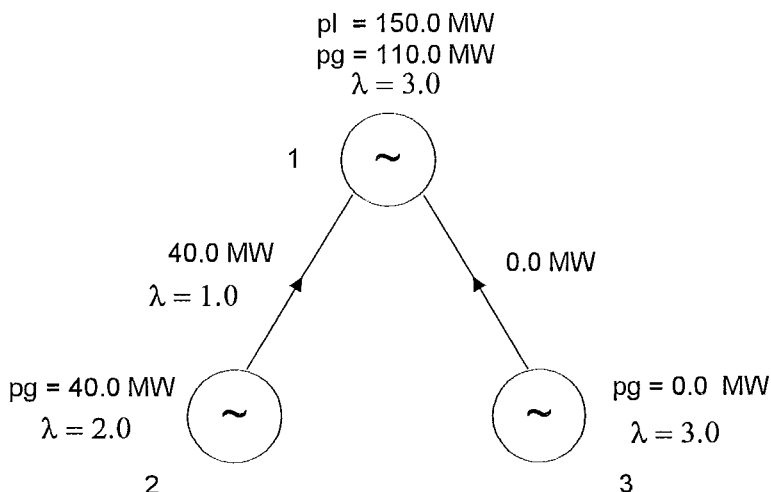 pl = 150.0 MW
pg = 110.0 MW
λ = 3.0
1
~
40.0 MW
λ = 1.0
0.0 MW
pg = 40.0 MW
λ = 2.0
~
2
~
pg = 0.0 MW
λ = 3.0
3